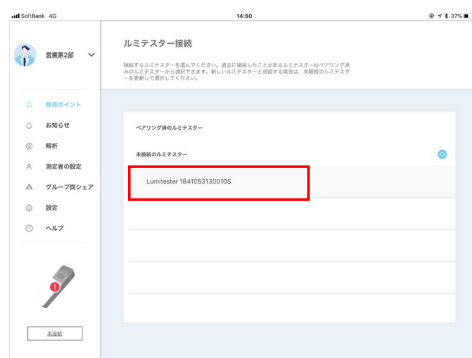 SoftBank 4G
14:50
37%
ルミテスター接続
営業第2部
接続するルミテスターを選んでください。過去に接続したことがあるルミテスターはペアリング済
みのルミテスターから選択できます。新しいルミテスターと接続する場合は、未接続のルミテスタ
ーを更新して選択してください。
検査ポイント
お知らせ
ペアリング済のルミテスター
解析
未接続のルミテスター
測定者の設定
Lumitester 184105313001OS
グループ間シェア
設定
ヘルプ
未接続